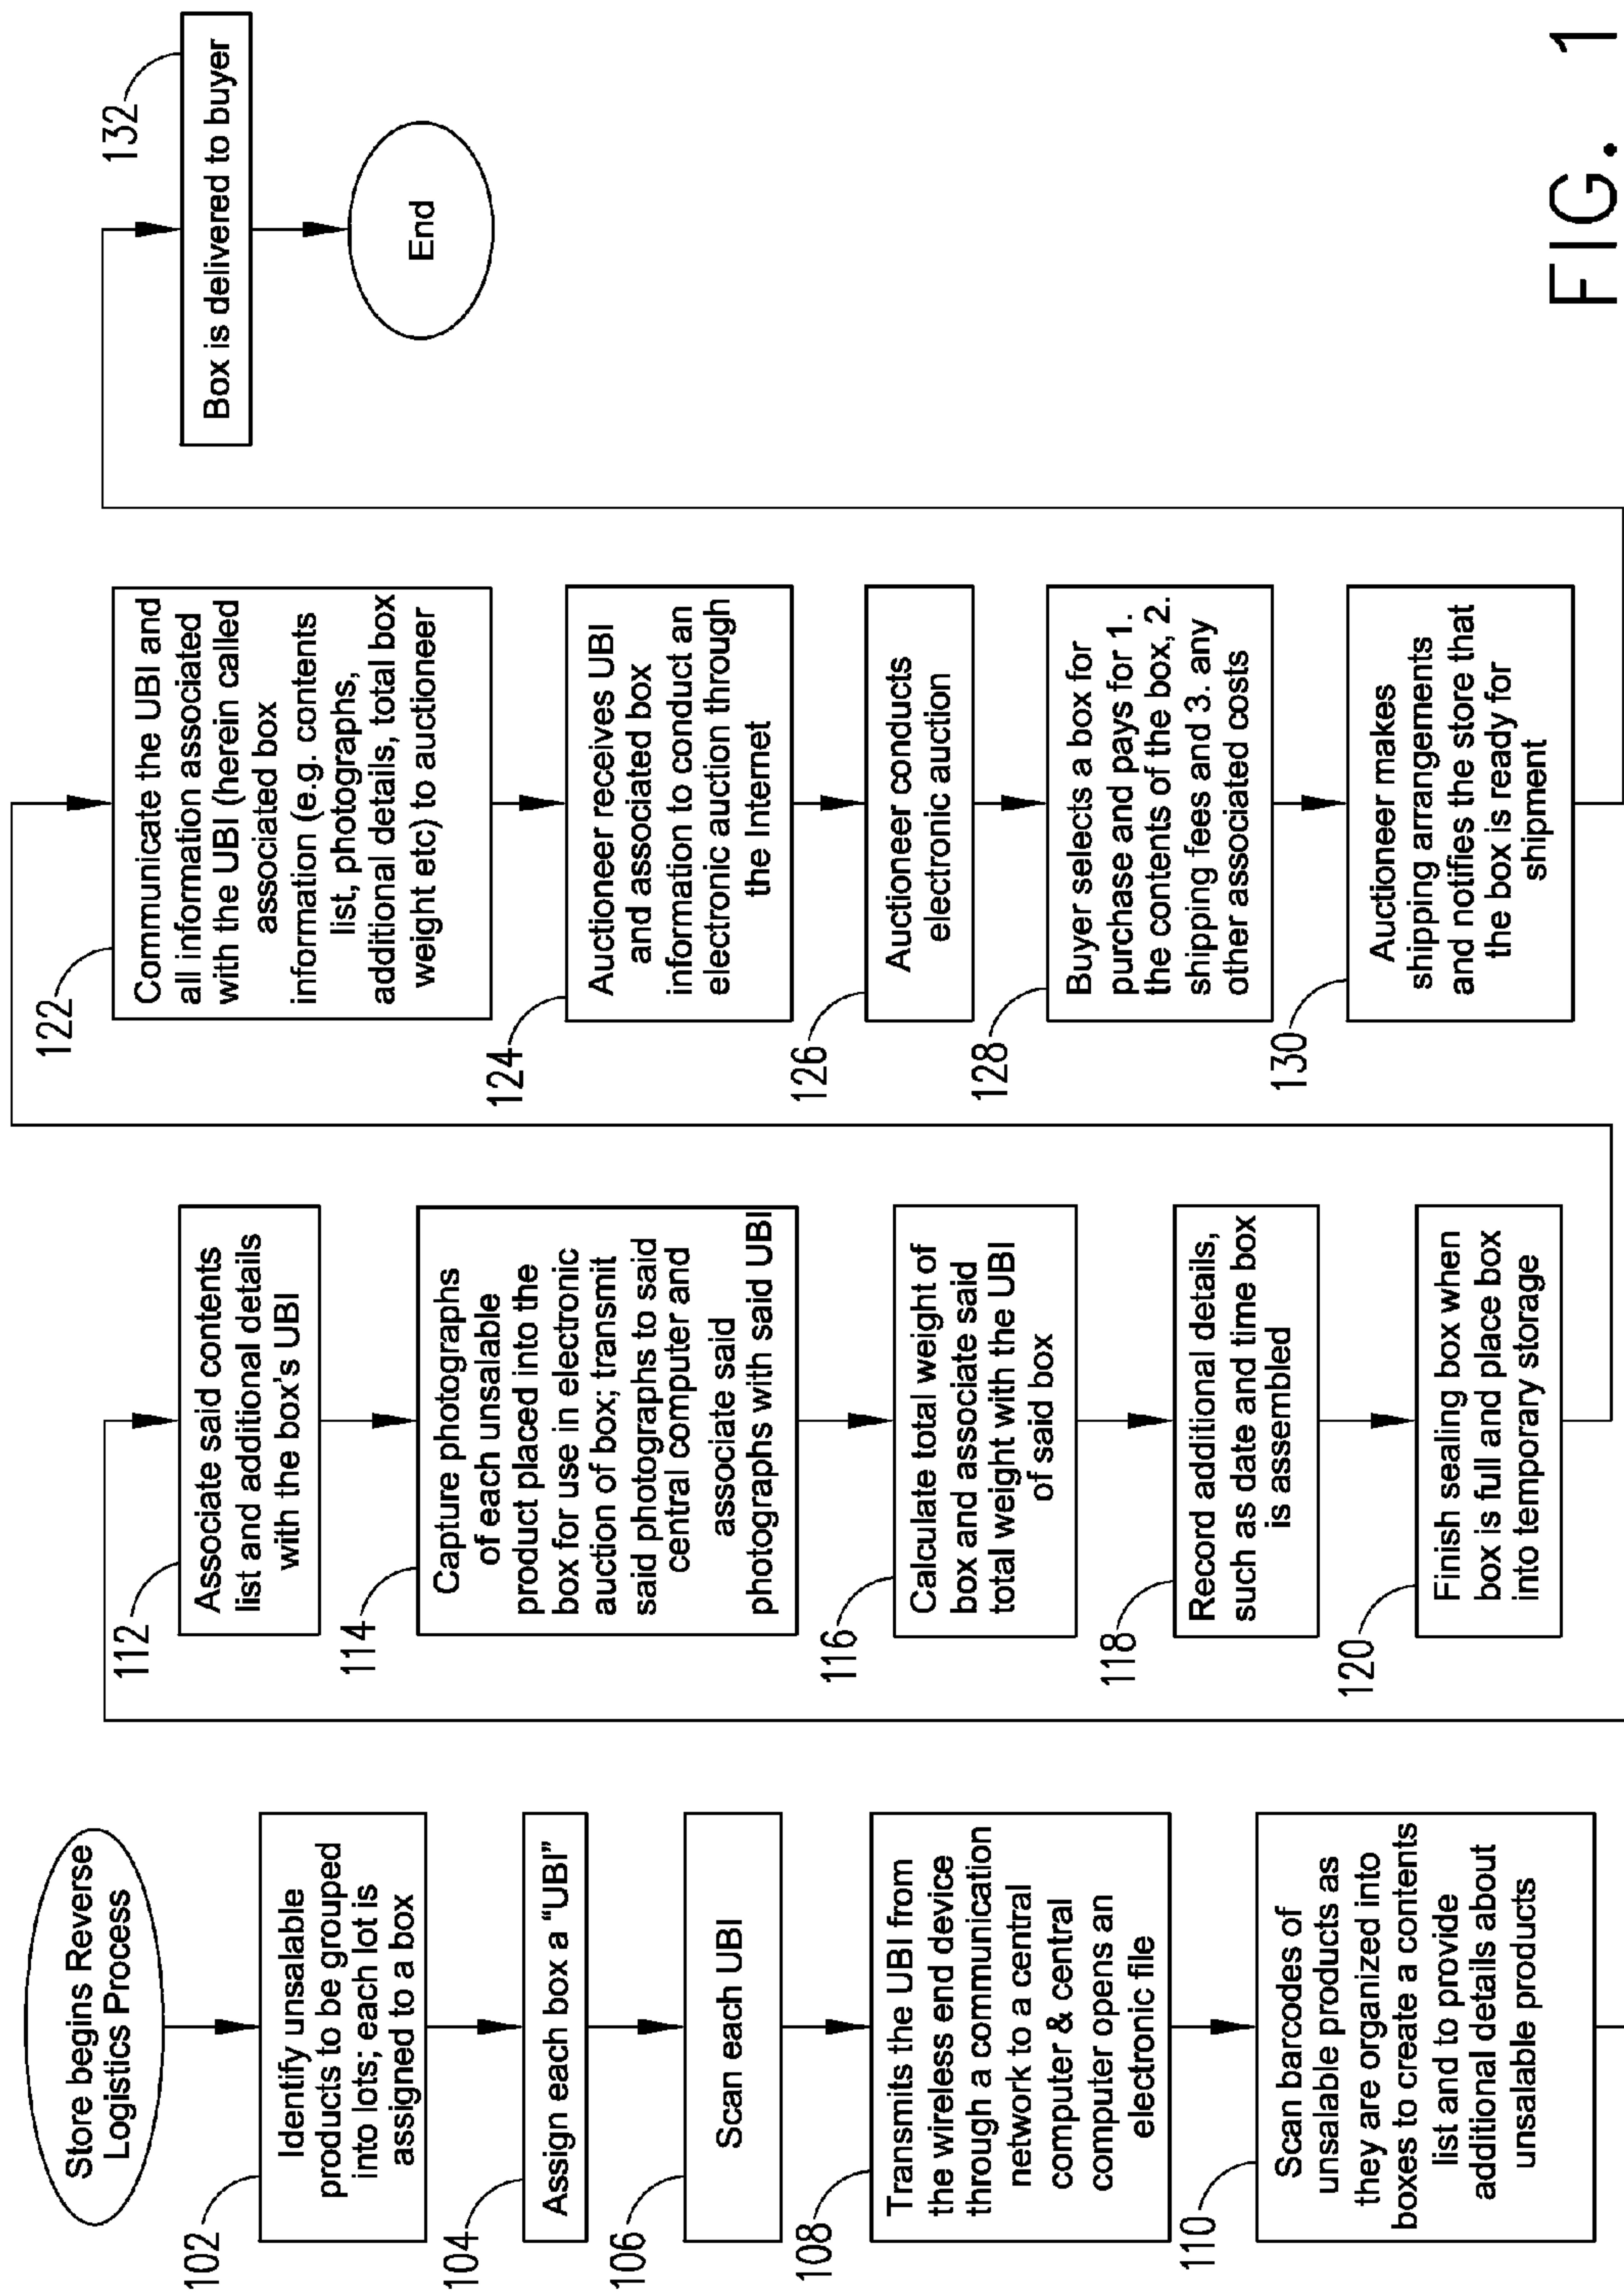 Store begins Reverse
Logistics Process
102
Identify unsalable
products to be grouped
into lots; each lot is
assigned to a box
104
Assign each box a “UBI”
106
Scan each UBI
108
Transmits the UBI from
the wireless end device
through a communication
network to a central
computer & central
computer opens an
electronic file
110
Scan barcodes of
unsalable products as
they are organized into
boxes to create a contents
list and to provide
additional details about
unsalable products
112
Associate said contents
list and additional details
with the box's UBI
114
Capture photographs
of each unsalable
product placed into the
box for use in electronic
auction of box; transmit
said photographs to said
central computer and
associate said
photographs with said UBI
116
Calculate total weight of
box and associate said
total weight with the UBI
of said box
118
Record additional details,
such as date and time box
is assembled
120
Finish sealing box when
box is full and place box
into temporary storage
122
Communicate the UBI and
all information associated
with the UBI (herein called
associated box
information (e.g. contents
list, photographs,
additional details, total box
weight etc) to auctioneer
124
Auctioneer receives UBI
and associated box
information to conduct an
electronic auction through
the Internet
126
Auctioneer conducts
electronic auction
128
Buyer selects a box for
purchase and pays for 1.
the contents of the box, 2.
shipping fees and 3. any
other associated costs
130
Auctioneer makes
shipping arrangements
and notifies the store that
the box is ready for
shipment
132
Box is delivered to buyer
End
FIG. 1